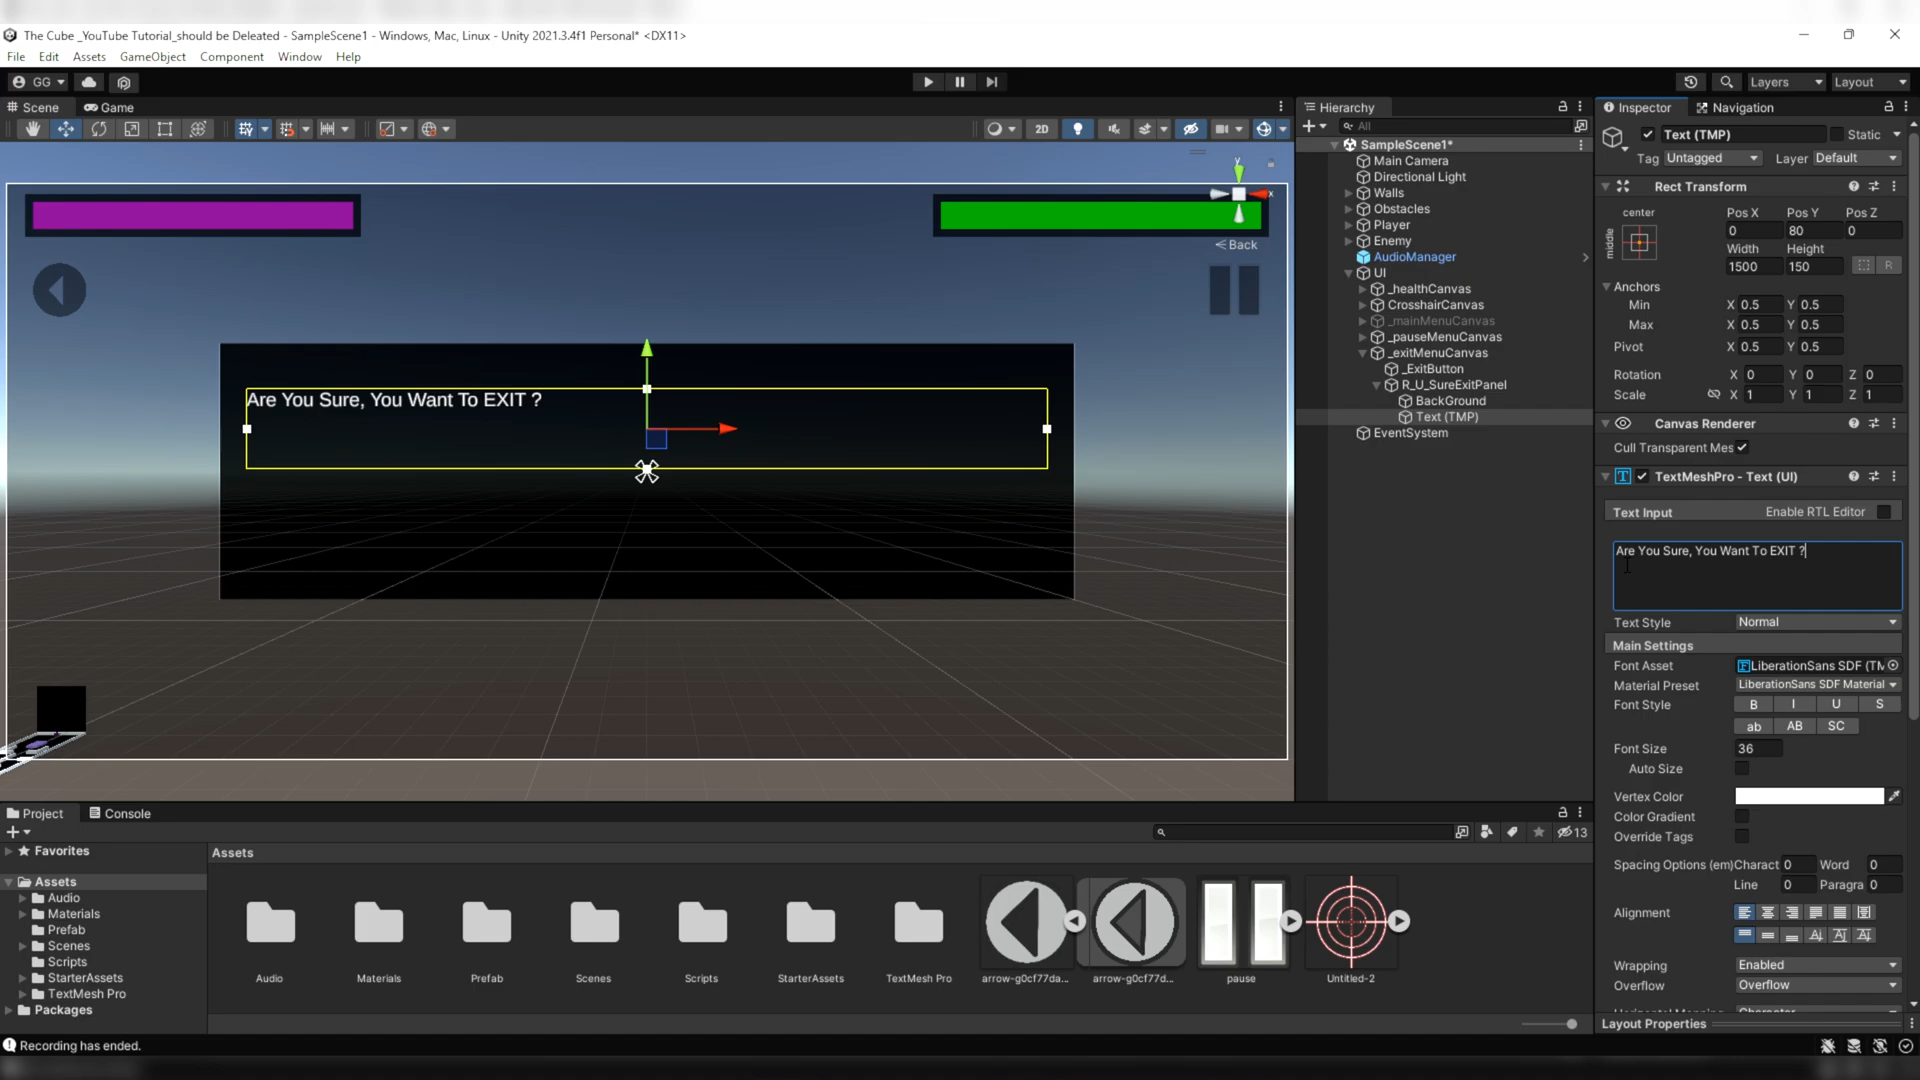 The Cube _YouTube Tutorial_should be Deleated - SampleScene1 - Windows, Mac, Linux - Unity 2021.3.4f1 Personal* <DX11>
File Edit Assets GameObject Component Window Help
GG
Layers Layout
Scene Game
2D
y
x
Back
Are You Sure, You Want To EXIT ?
Hierarchy
All
SampleScene1*
Main Camera
Directional Light
Walls
Obstacles
Player
Enemy
AudioManager
UI
_healthCanvas
CrosshairCanvas
_mainMenuCanvas
_pauseMenuCanvas
_exitMenuCanvas
_ExitButton
R_U_SureExitPanel
BackGround
Text (TMP)
EventSystem
Inspector Navigation
Text (TMP) Static
Tag Untagged Layer Default
Rect Transform
center Pos X Pos Y Pos Z
middle 0 80 0
Width Height
1500 150 R
Anchors
Min X 0.5 Y 0.5
Max X 0.5 Y 0.5
Pivot X 0.5 Y 0.5
Rotation X 0 Y 0 Z 0
Scale X 1 Y 1 Z 1
Canvas Renderer
Cull Transparent Mes
TextMeshPro - Text (UI)
Text Input Enable RTL Editor
Are You Sure, You Want To EXIT ?
Text Style Normal
Main Settings
Font Asset LiberationSans SDF (TM
Material Preset LiberationSans SDF Material
Font Style B I U S
ab AB SC
Font Size 36
Auto Size
Vertex Color
Color Gradient
Override Tags
Spacing Options (em) Charact 0 Word 0
Line 0 Paragra 0
Alignment
Wrapping Enabled
Overflow Overflow
Layout Properties
Project Console
13
Favorites
Assets
Audio
Materials
Prefab
Scenes
Scripts
StarterAssets
TextMesh Pro
Packages
Assets
Audio Materials Prefab Scenes Scripts StarterAssets TextMesh Pro arrow-g0cf77da... arrow-g0cf77d... pause Untitled-2
Recording has ended.